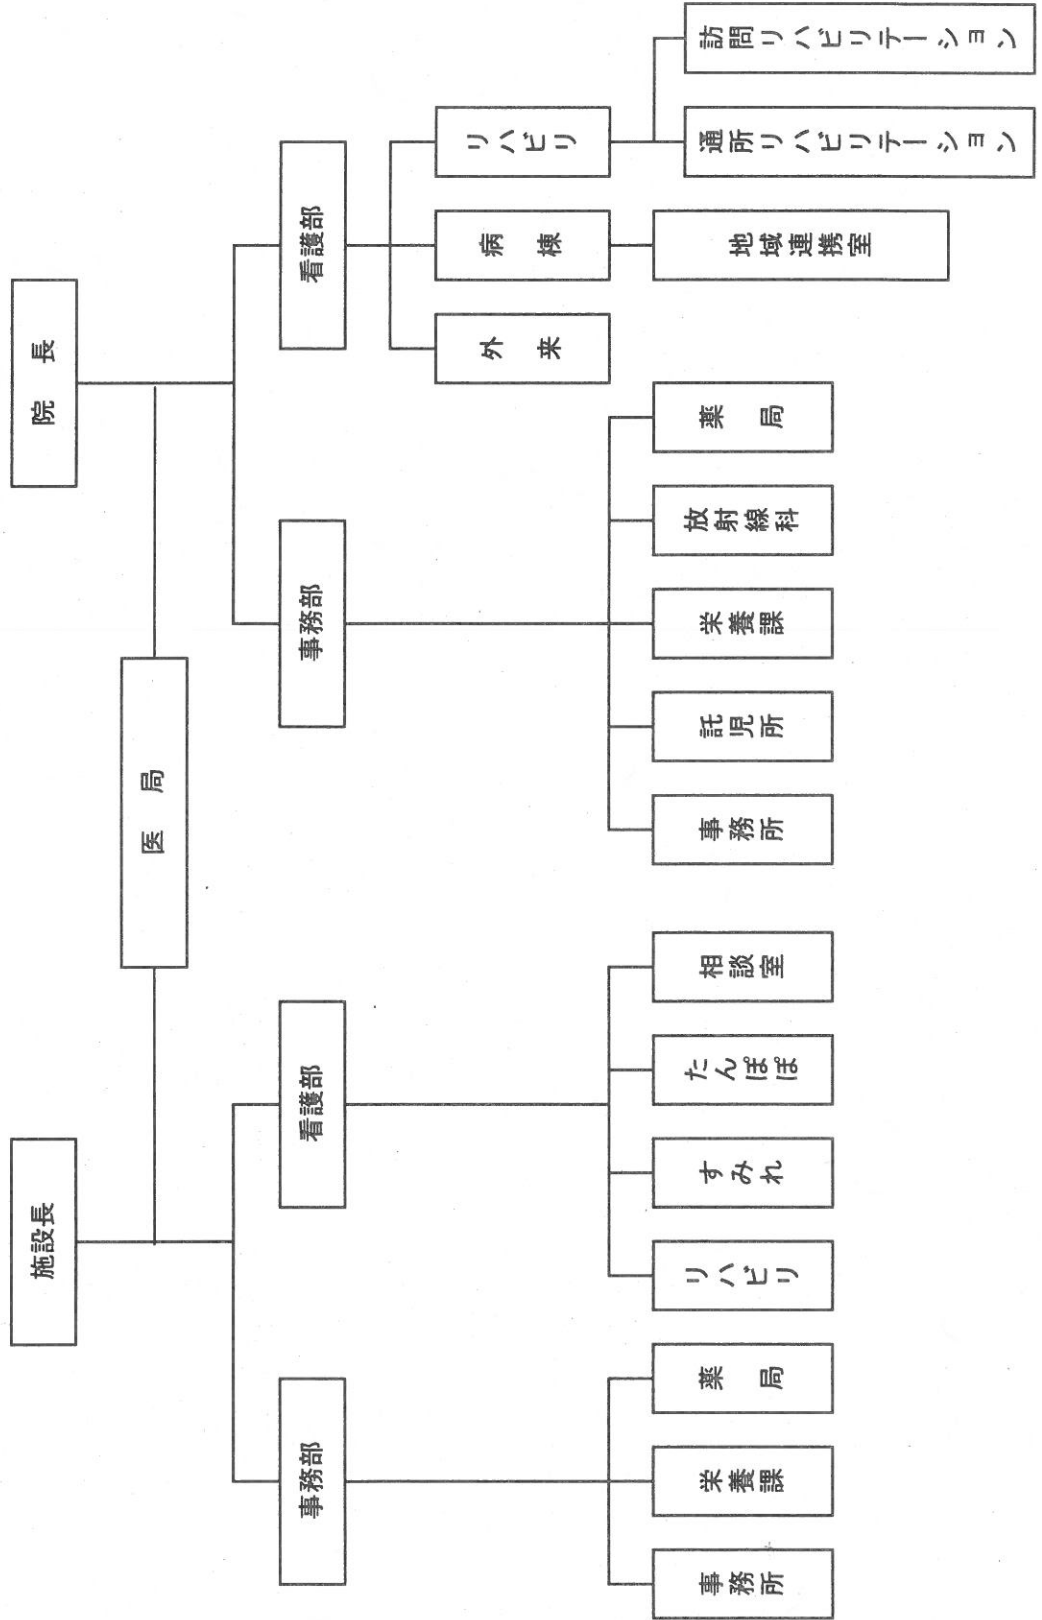 施設長
院　長
医　局
事務部
看護部
事務部
看護部
外　来
病　棟
リハビリ
事務所
栄養課
薬　局
リハビリ
すみれ
たんぽぽ
相談室
事務所
託児所
栄養課
放射線科
薬　局
地域連携室
通所リハビリテーション
訪問リハビリテーション